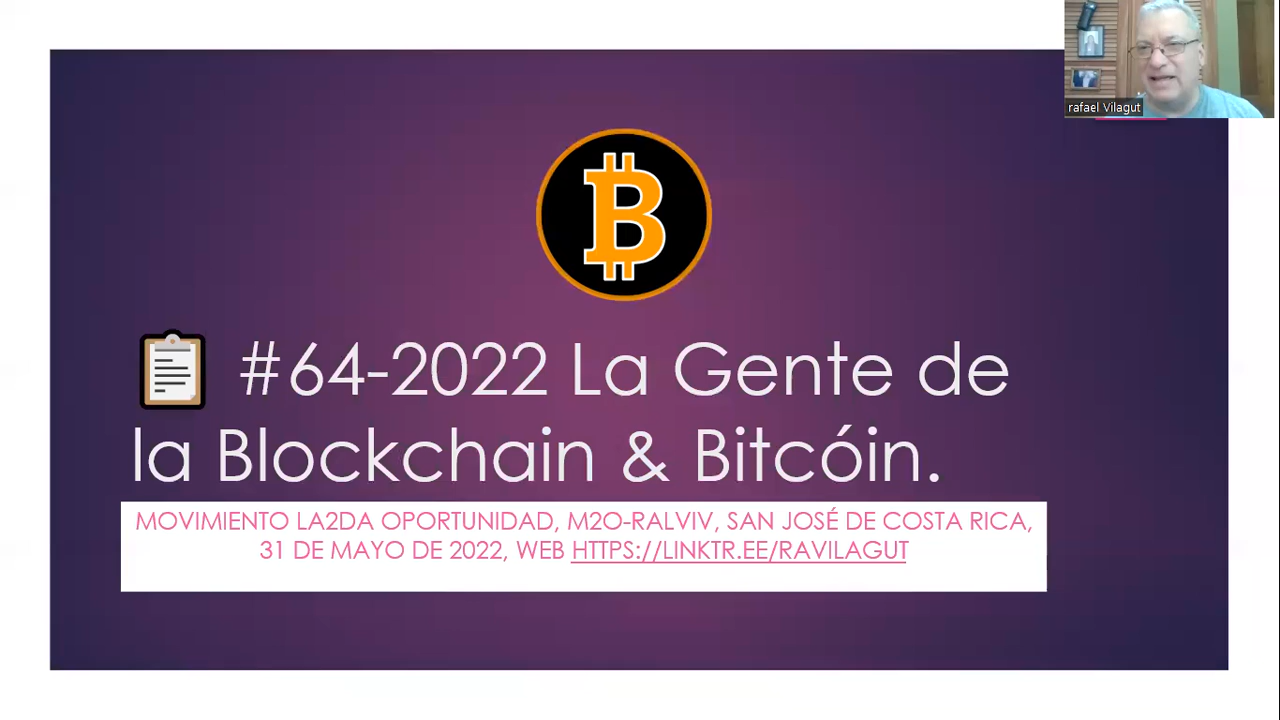 rafael Vilagut
#64-2022 La Gente de
la Blockchain & Bitcóin.
MOVIMIENTO LA2DA OPORTUNIDAD, M2O-RALVIV, SAN JOSÉ DE COSTA RICA,
31 DE MAYO DE 2022, WEB HTTPS://LINKTR.EE/RAVILAGUT